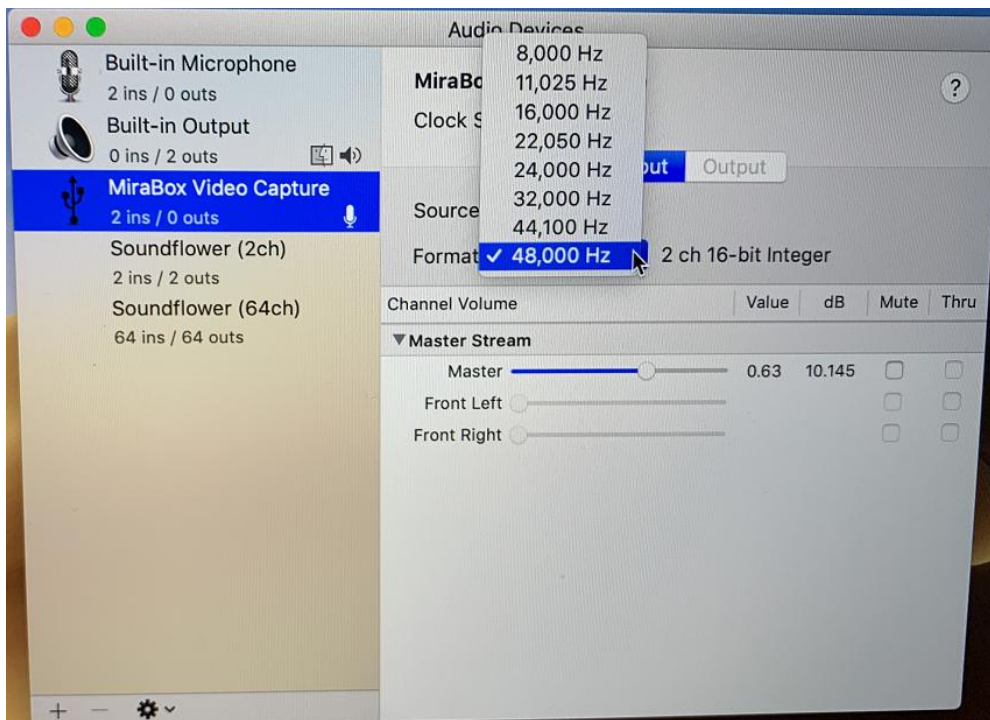 Audio Devices
Built-in Microphone
2 ins / 0 outs
Built-in Output
0 ins / 2 outs
MiraBox Video Capture
2 ins / 0 outs
Soundflower (2ch)
2 ins / 2 outs
Soundflower (64ch)
64 ins / 64 outs
?
Clock
Output
Source
Format ✓ 48,000 Hz 2 ch 16-bit Integer
8,000 Hz
11,025 Hz
16,000 Hz
22,050 Hz
24,000 Hz
32,000 Hz
44,100 Hz
Channel Volume Value dB Mute Thru
Master Stream
Master 0.63 10.145
Front Left
Front Right